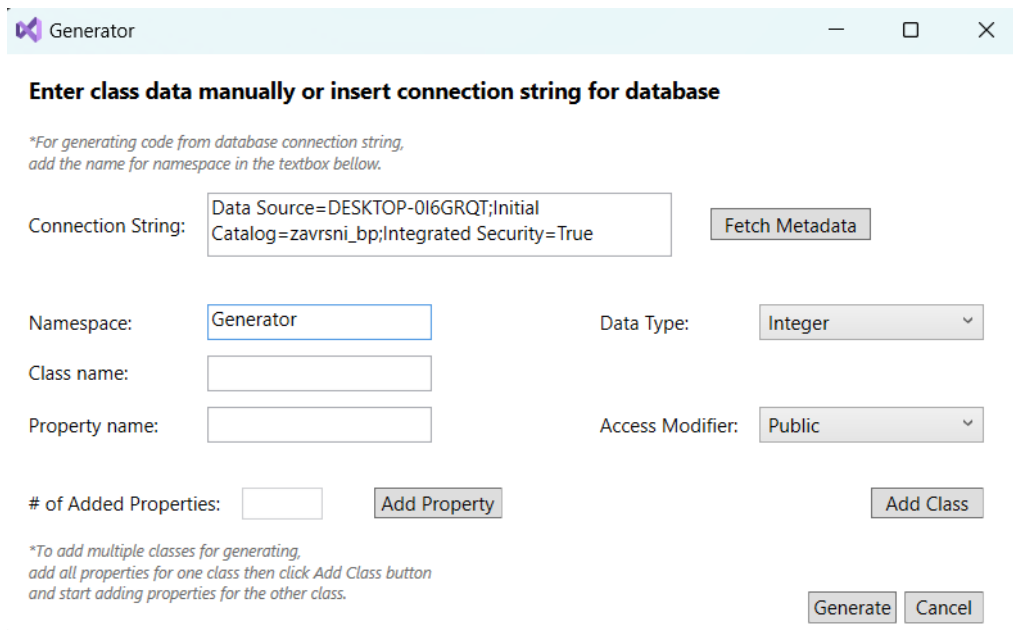 Generator
Enter class data manually or insert connection string for database
*For generating code from database connection string,
add the name for namespace in the textbox bellow.
Connection String:
Data Source=DESKTOP-0I6GRQT;Initial
Catalog=zavrsni_bp;Integrated Security=True
Fetch Metadata
Namespace:
Generator
Data Type:
Integer
Class name:
Property name:
Access Modifier:
Public
# of Added Properties:
Add Property
Add Class
*To add multiple classes for generating,
add all properties for one class then click Add Class button
and start adding properties for the other class.
Generate
Cancel